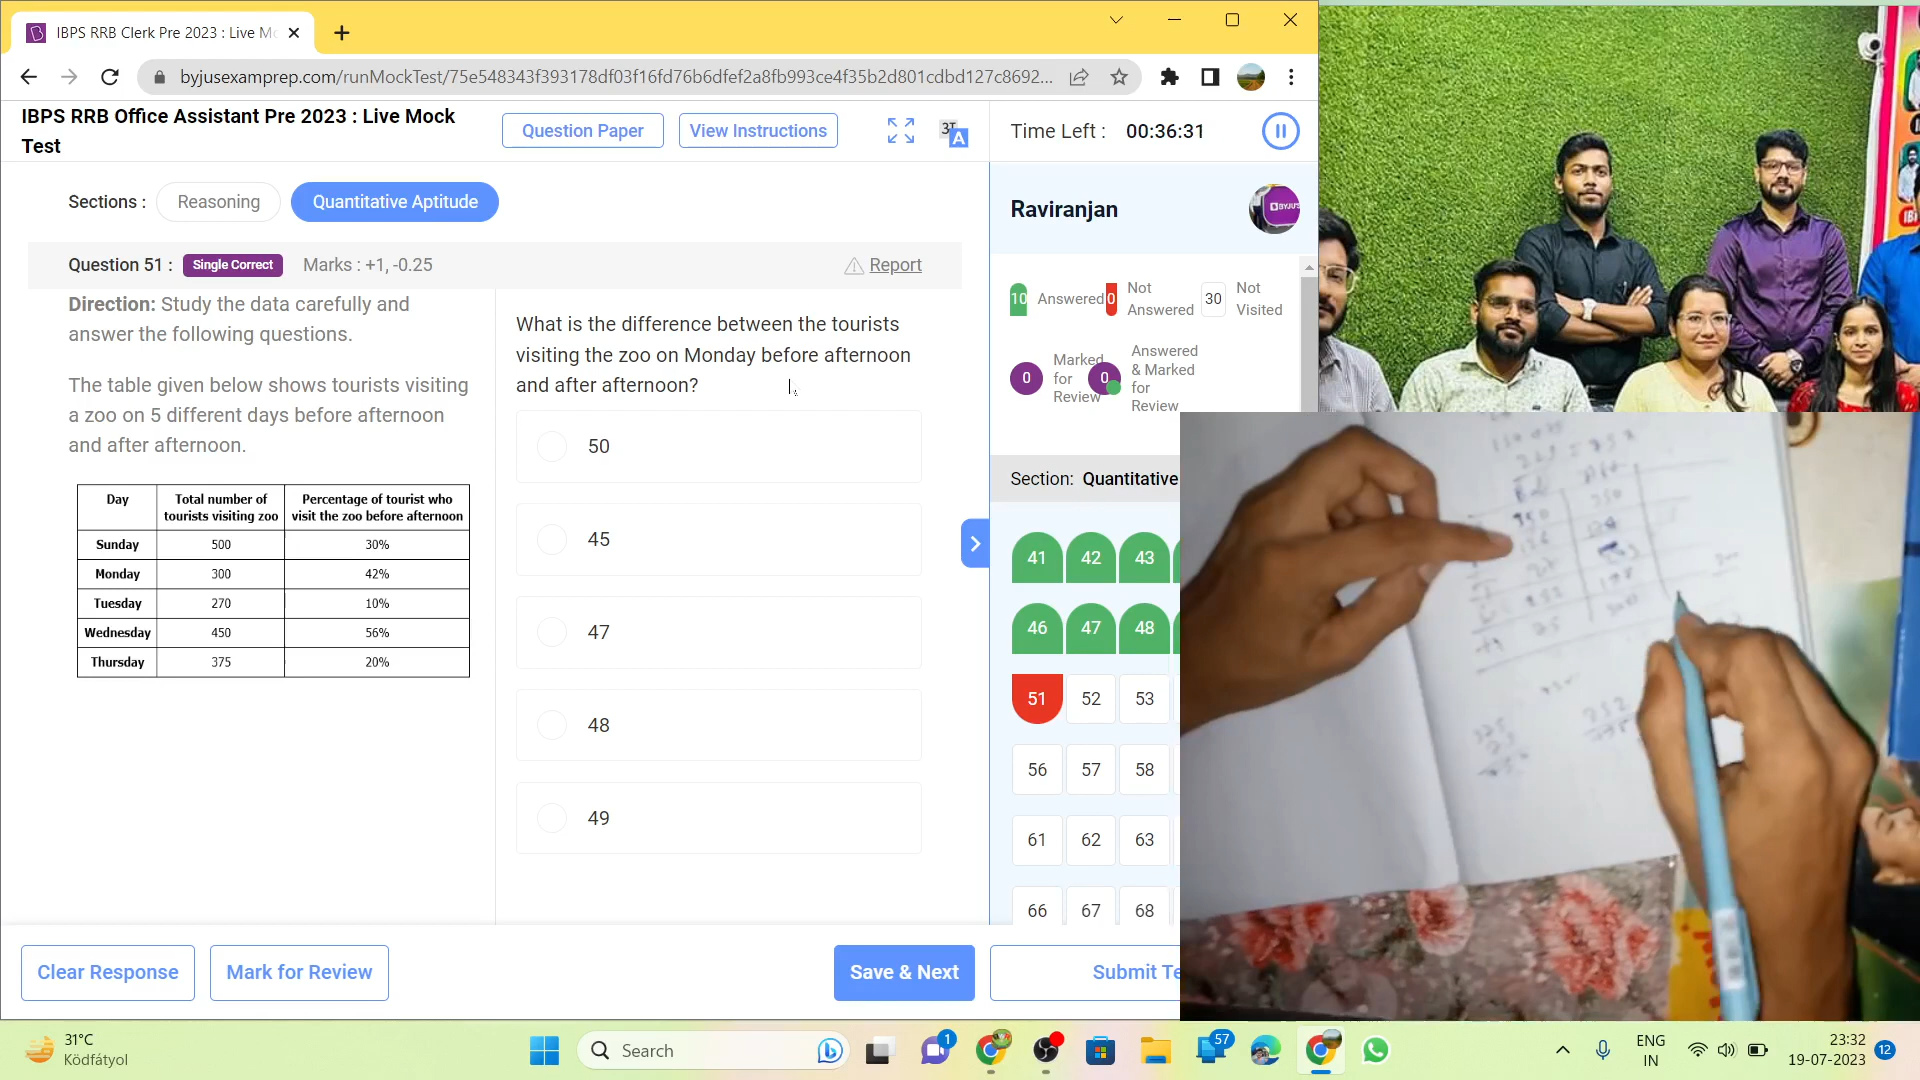 IBPS RRB Clerk Pre 2023 : Live Mc
byjusexamprep.com/runMockTest/75e548343f393178df03f16fd76b6dfef2a8fb993ce4f35b2d801cdbd127c8692...
IBPS RRB Office Assistant Pre 2023 : Live Mock
Test
Question Paper
View Instructions
Time Left : 00:36:31
Sections : Reasoning Quantitative Aptitude
Raviranjan
BYJU'S
Question 51 : Single Correct Marks : +1, -0.25 Report
10 Answered 0 Not Answered 30 Not Visited
0 Marked for Review 0 Answered & Marked for Review
Direction: Study the data carefully and
answer the following questions.
The table given below shows tourists visiting
a zoo on 5 different days before afternoon
and after afternoon.
Day Total number of tourists visiting zoo Percentage of tourist who visit the zoo before afternoon
Sunday 500 30%
Monday 300 42%
Tuesday 270 10%
Wednesday 450 56%
Thursday 375 20%
What is the difference between the tourists
visiting the zoo on Monday before afternoon
and after afternoon?
50
45
47
48
49
Section: Quantitative
41 42 43
46 47 48
51 52 53
56 57 58
61 62 63
66 67 68
Clear Response
Mark for Review
Save & Next
Submit Te
31°C
Ködfátyol
Search
1
57
ENG
IN
23:32
19-07-2023
12